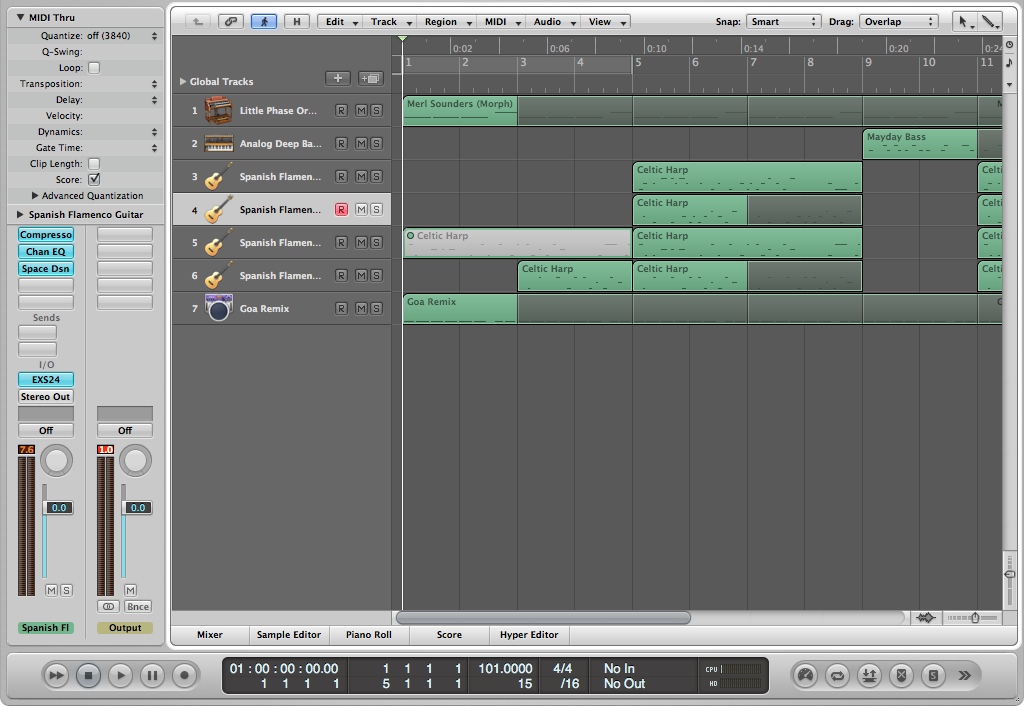 MIDI Thru
Quantize: off (3840)
Q-Swing:
Loop:
Transposition:
Delay:
Velocity:
Dynamics:
Gate Time:
Clip Length:
Score:
Advanced Quantization
Spanish Flamenco Guitar
Compresso
Chan EQ
Space Dsn
Sends
I/O
EXS24
Stereo Out
Off Off
7.6 1.0
0.0 0.0
M S M
Bnce
Spanish Fl Output
H Edit Track Region MIDI Audio View Snap: Smart Drag: Overlap
0:02 0:06 0:10 0:14 0:20 0:24
1 2 3 4 5 6 7 8 9 10 11
Global Tracks
1 Little Phase Or... R M S Merl Sounders (Morph) M
2 Analog Deep Ba... R M S Mayday Bass
3 Spanish Flamen... R M S Celtic Harp Celti
4 Spanish Flamen... R M S Celtic Harp Celti
5 Spanish Flamen... R M S Celtic Harp Celtic Harp Celti
6 Spanish Flamen... R M S Celtic Harp Celtic Harp Celti
7 Goa Remix R M S Goa Remix G
Mixer Sample Editor Piano Roll Score Hyper Editor
01 : 00 : 00 : 00.00 1 1 1 1 101.0000 4/4 No In CPU
1 1 1 1 5 1 1 1 15 /16 No Out HD
S